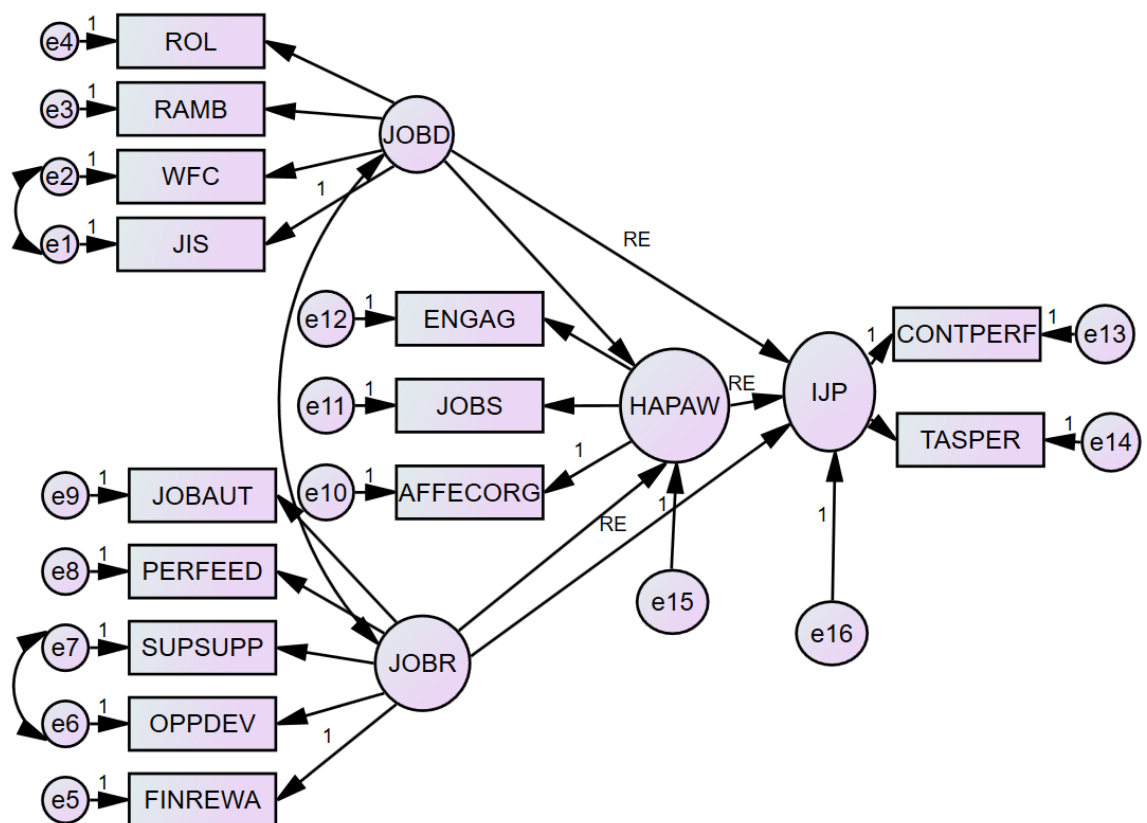 e4 1 ROL
e3 1 RAMB
JOBD
e2 1 WFC
1
e1 1 JIS
RE
e12 1 ENGAG
1 CONTPERF 1 e13
e11 1 JOBS
HAPAW
RE
IJP
TASPER 1 e14
1
e10 1 AFFECORG
e9 1 JOBAUT
RE
1
1
e8 1 PERFEED
e15
e16
e7 1 SUPSUPP
JOBR
e6 1 OPPDEV
1
e5 1 FINREWA